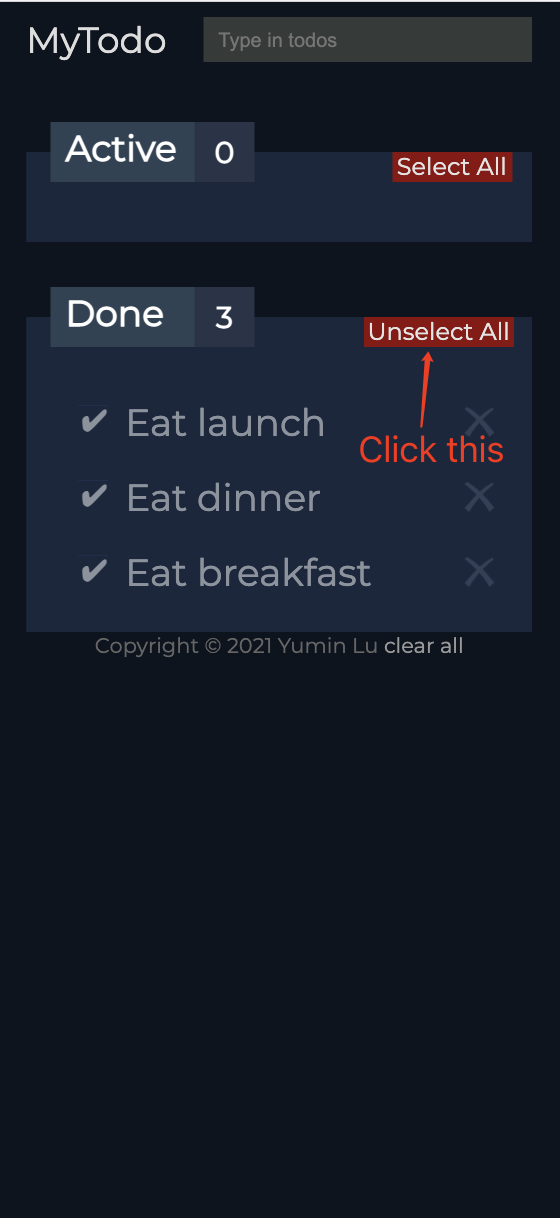 MyTodo Type in todos
Active 0
Select All
Done 3
Unselect All
✔ Eat launch
Click this
✔ Eat dinner
✔ Eat breakfast
Copyright © 2021 Yumin Lu clear all